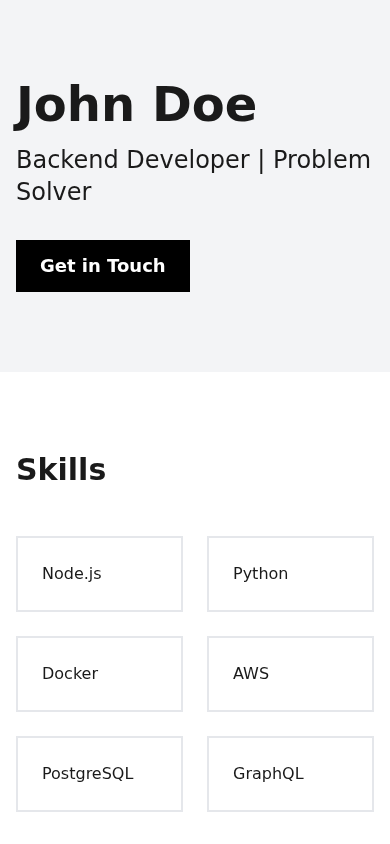 John Doe
Backend Developer | Problem
Solver
Get in Touch
Skills
Node.js
Python
Docker
AWS
PostgreSQL
GraphQL